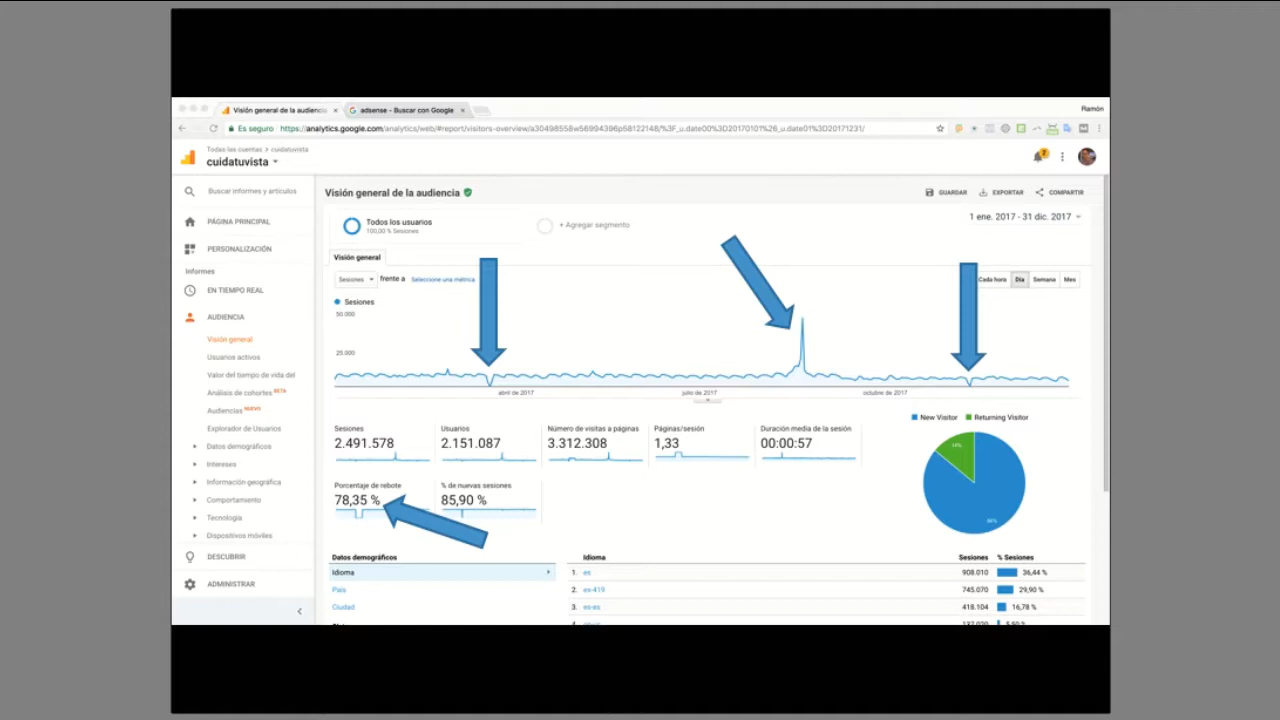 Visión general de la audiencia
adsense - Buscar con Google
Ramón
Es seguro
https://analytics.google.com/analytics/web/#report/visitors-overview/a30498558w56994396p58122148/%3F_u.date00%3D20170101%26_u.date01%3D20171231/
Todas las cuentas > cuidatuvista
cuidatuvista
Buscar informes y artículos
PÁGINA PRINCIPAL
PERSONALIZACIÓN
Informes
EN TIEMPO REAL
AUDIENCIA
Visión general
Usuarios activos
Valor del tiempo de vida del
Análisis de cohortes BETA
Audiencias NUEVO
Explorador de Usuarios
Datos demográficos
Intereses
Información geográfica
Comportamiento
Tecnología
Dispositivos móviles
DESCUBRIR
ADMINISTRAR
Visión general de la audiencia
GUARDAR
EXPORTAR
COMPARTIR
1 ene. 2017 - 31 dic. 2017
Todos los usuarios
100,00 % Sesiones
+ Agregar segmento
Visión general
Sesiones
frente a
Seleccione una métrica
Cada hora
Día
Semana
Mes
Sesiones
50.000
25.000
abril de 2017
julio de 2017
octubre de 2017
New Visitor
Returning Visitor
14%
86%
Sesiones
2.491.578
Usuarios
2.151.087
Número de visitas a páginas
3.312.308
Páginas/sesión
1,33
Duración media de la sesión
00:00:57
Porcentaje de rebote
78,35 %
% de nuevas sesiones
85,90 %
Datos demográficos
Idioma
País
Ciudad
Idioma
Sesiones
% Sesiones
1. es 908.010 36,44 %
2. es-419 745.070 29,90 %
3. es-es 418.104 16,78 %